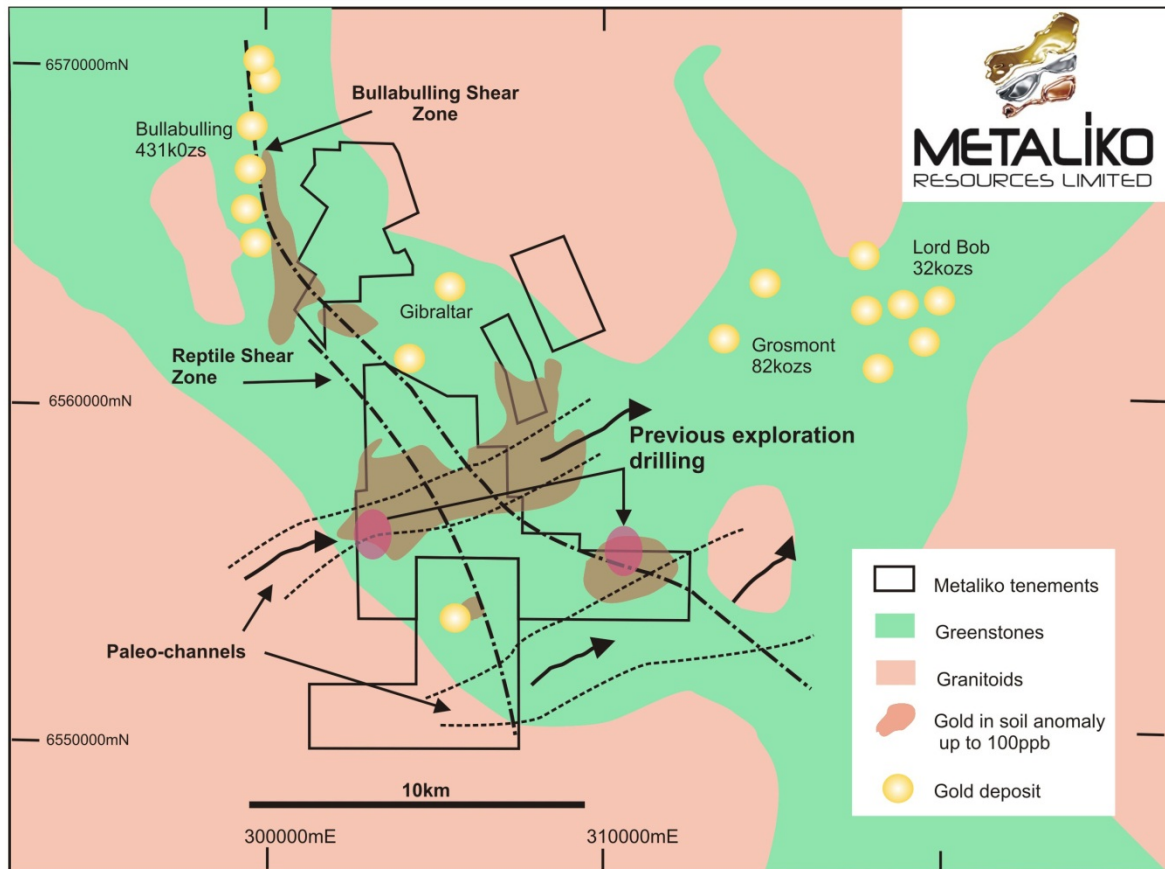 6570000mN
Bullabulling Shear
Zone
Bullabulling
431k0zs
METALiKO
RESOURCES LIMITED
Lord Bob
32kozs
Gibraltar
Grosmont
82kozs
Reptile Shear
Zone
6560000mN
Previous exploration
drilling
Paleo-channels
6550000mN
10km
300000mE
310000mE
Metaliko tenements
Greenstones
Granitoids
Gold in soil anomaly
up to 100ppb
Gold deposit